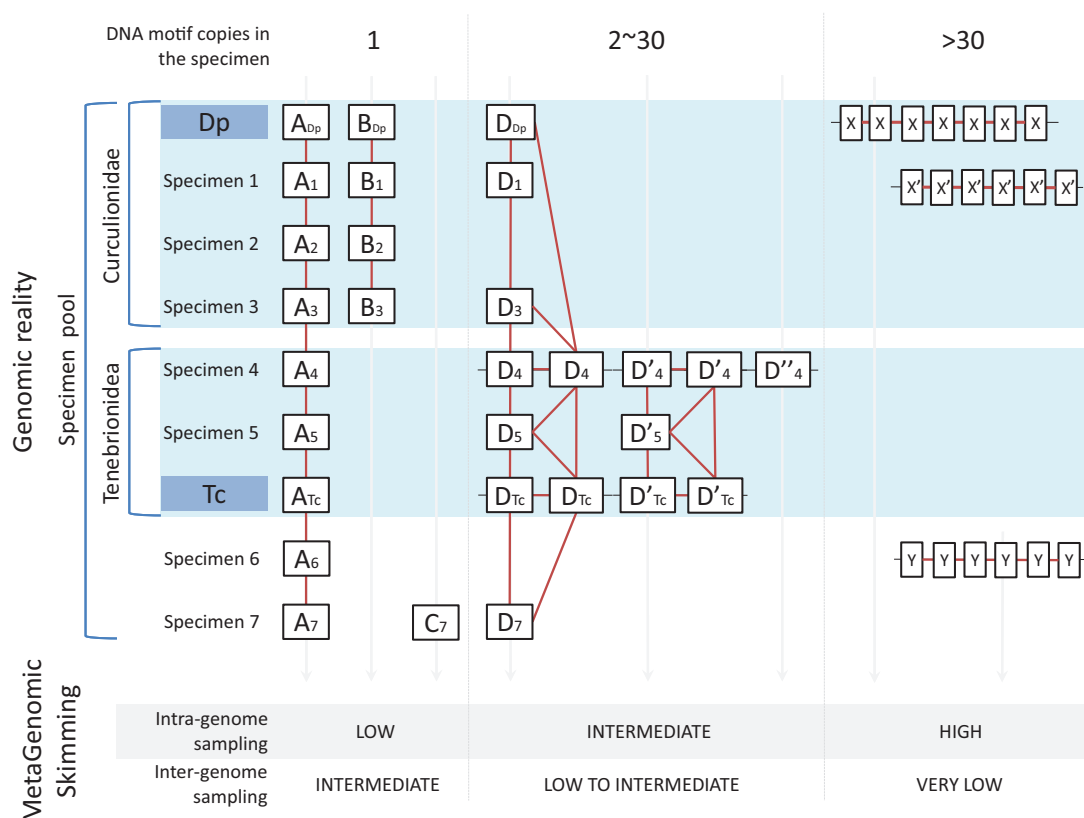 DNA motif copies in
the specimen
1
2~30
>30
Genomic reality
Specimen pool
Curculionidae
Dp
ADp BDp DDp X X X X X X X
Specimen 1
A1 B1 D1 X' X' X' X' X' X'
Specimen 2
A2 B2
Specimen 3
A3 B3 D3
Tenebrionidea
Specimen 4
A4 D4 D4 D'4 D'4 D''4
Specimen 5
A5 D5 D'5
Tc
ATc DTc DTc D'Tc D'Tc
Specimen 6
A6 Y Y Y Y Y Y
Specimen 7
A7 C7 D7
MetaGenomic
Skimming
Intra-genome
sampling
LOW
INTERMEDIATE
HIGH
Inter-genome
sampling
INTERMEDIATE
LOW TO INTERMEDIATE
VERY LOW